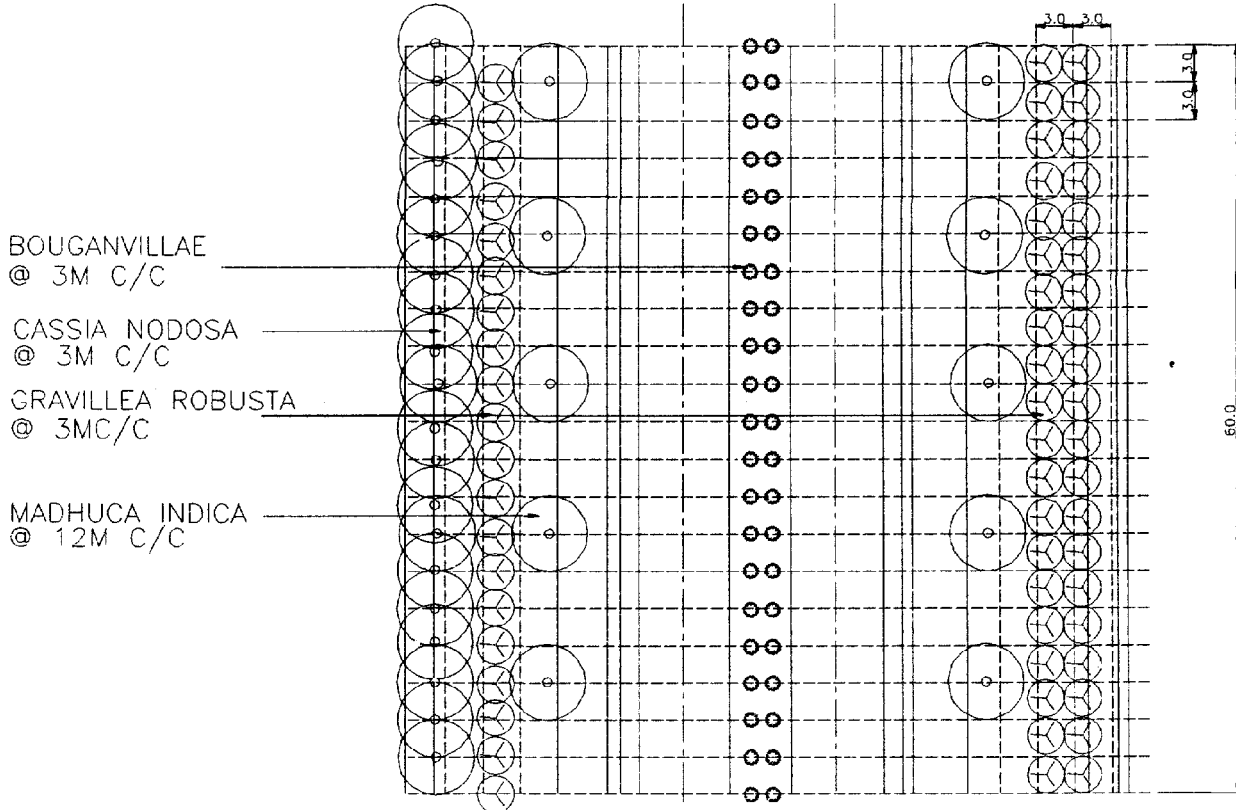 3.0 3.0
3.0
3.0
BOUGANVILLAE
@ 3M C/C
CASSIA NODOSA
@ 3M C/C
GRAVILLEA ROBUSTA
@ 3MC/C
60.0
MADHUCA INDICA
@ 12M C/C